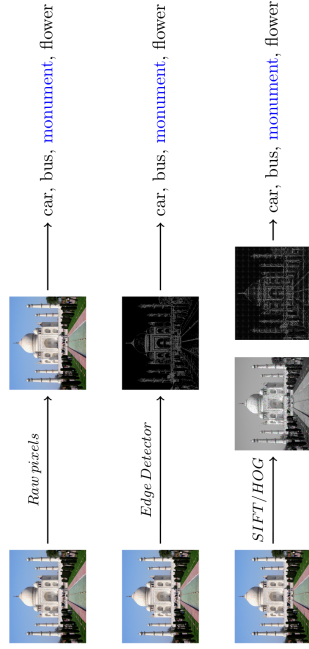 Raw pixels
car, bus, monument, flower
Edge Detector
car, bus, monument, flower
SIFT/HOG
car, bus, monument, flower